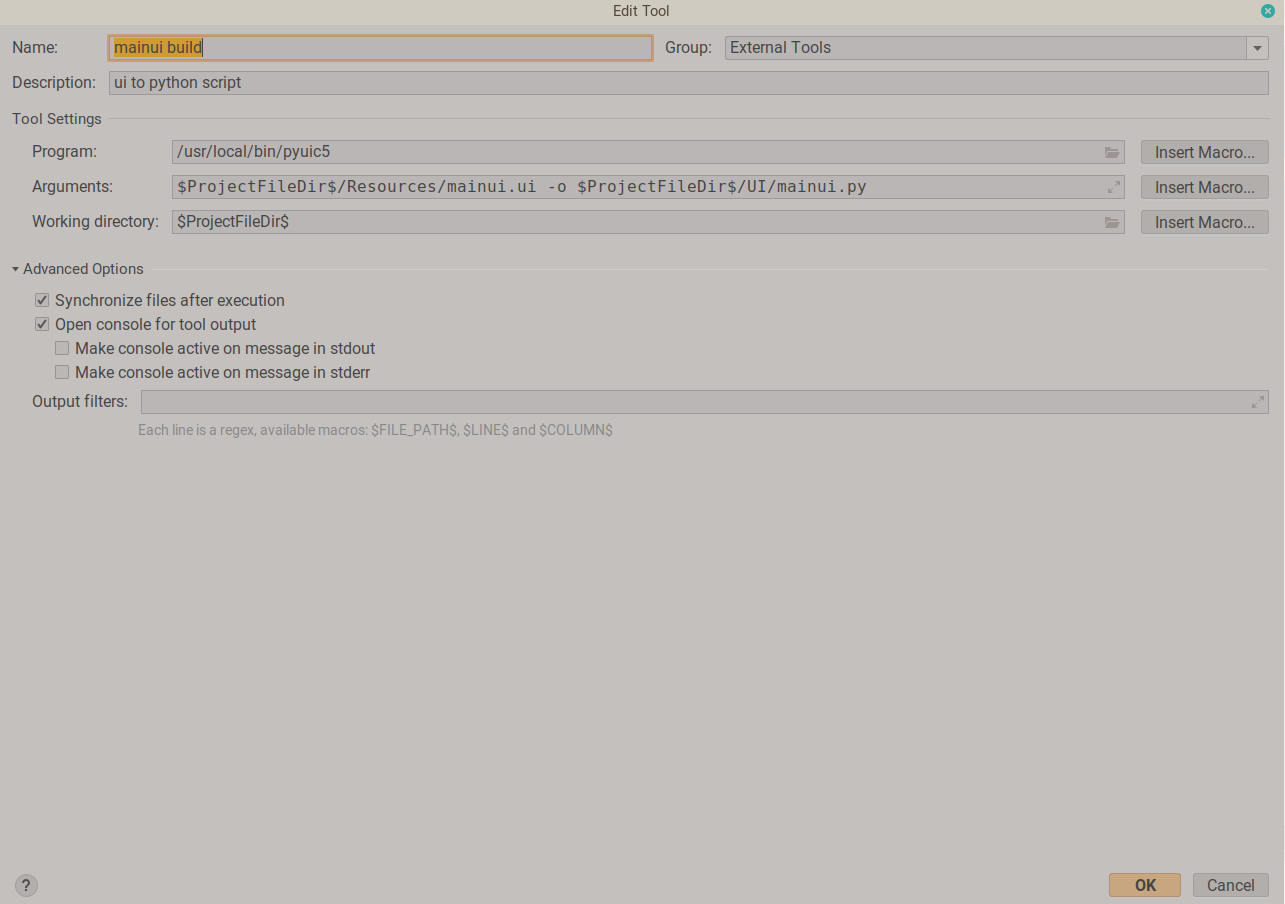 Edit Tool
Name: mainui build Group: External Tools
Description: ui to python script
Tool Settings
Program: /usr/local/bin/pyuic5 Insert Macro...
Arguments: $ProjectFileDir$/Resources/mainui.ui -o $ProjectFileDir$/UI/mainui.py Insert Macro...
Working directory: $ProjectFileDir$ Insert Macro...
Advanced Options
Synchronize files after execution
Open console for tool output
Make console active on message in stdout
Make console active on message in stderr
Output filters:
Each line is a regex, available macros: $FILE_PATH$, $LINE$ and $COLUMN$
? OK Cancel